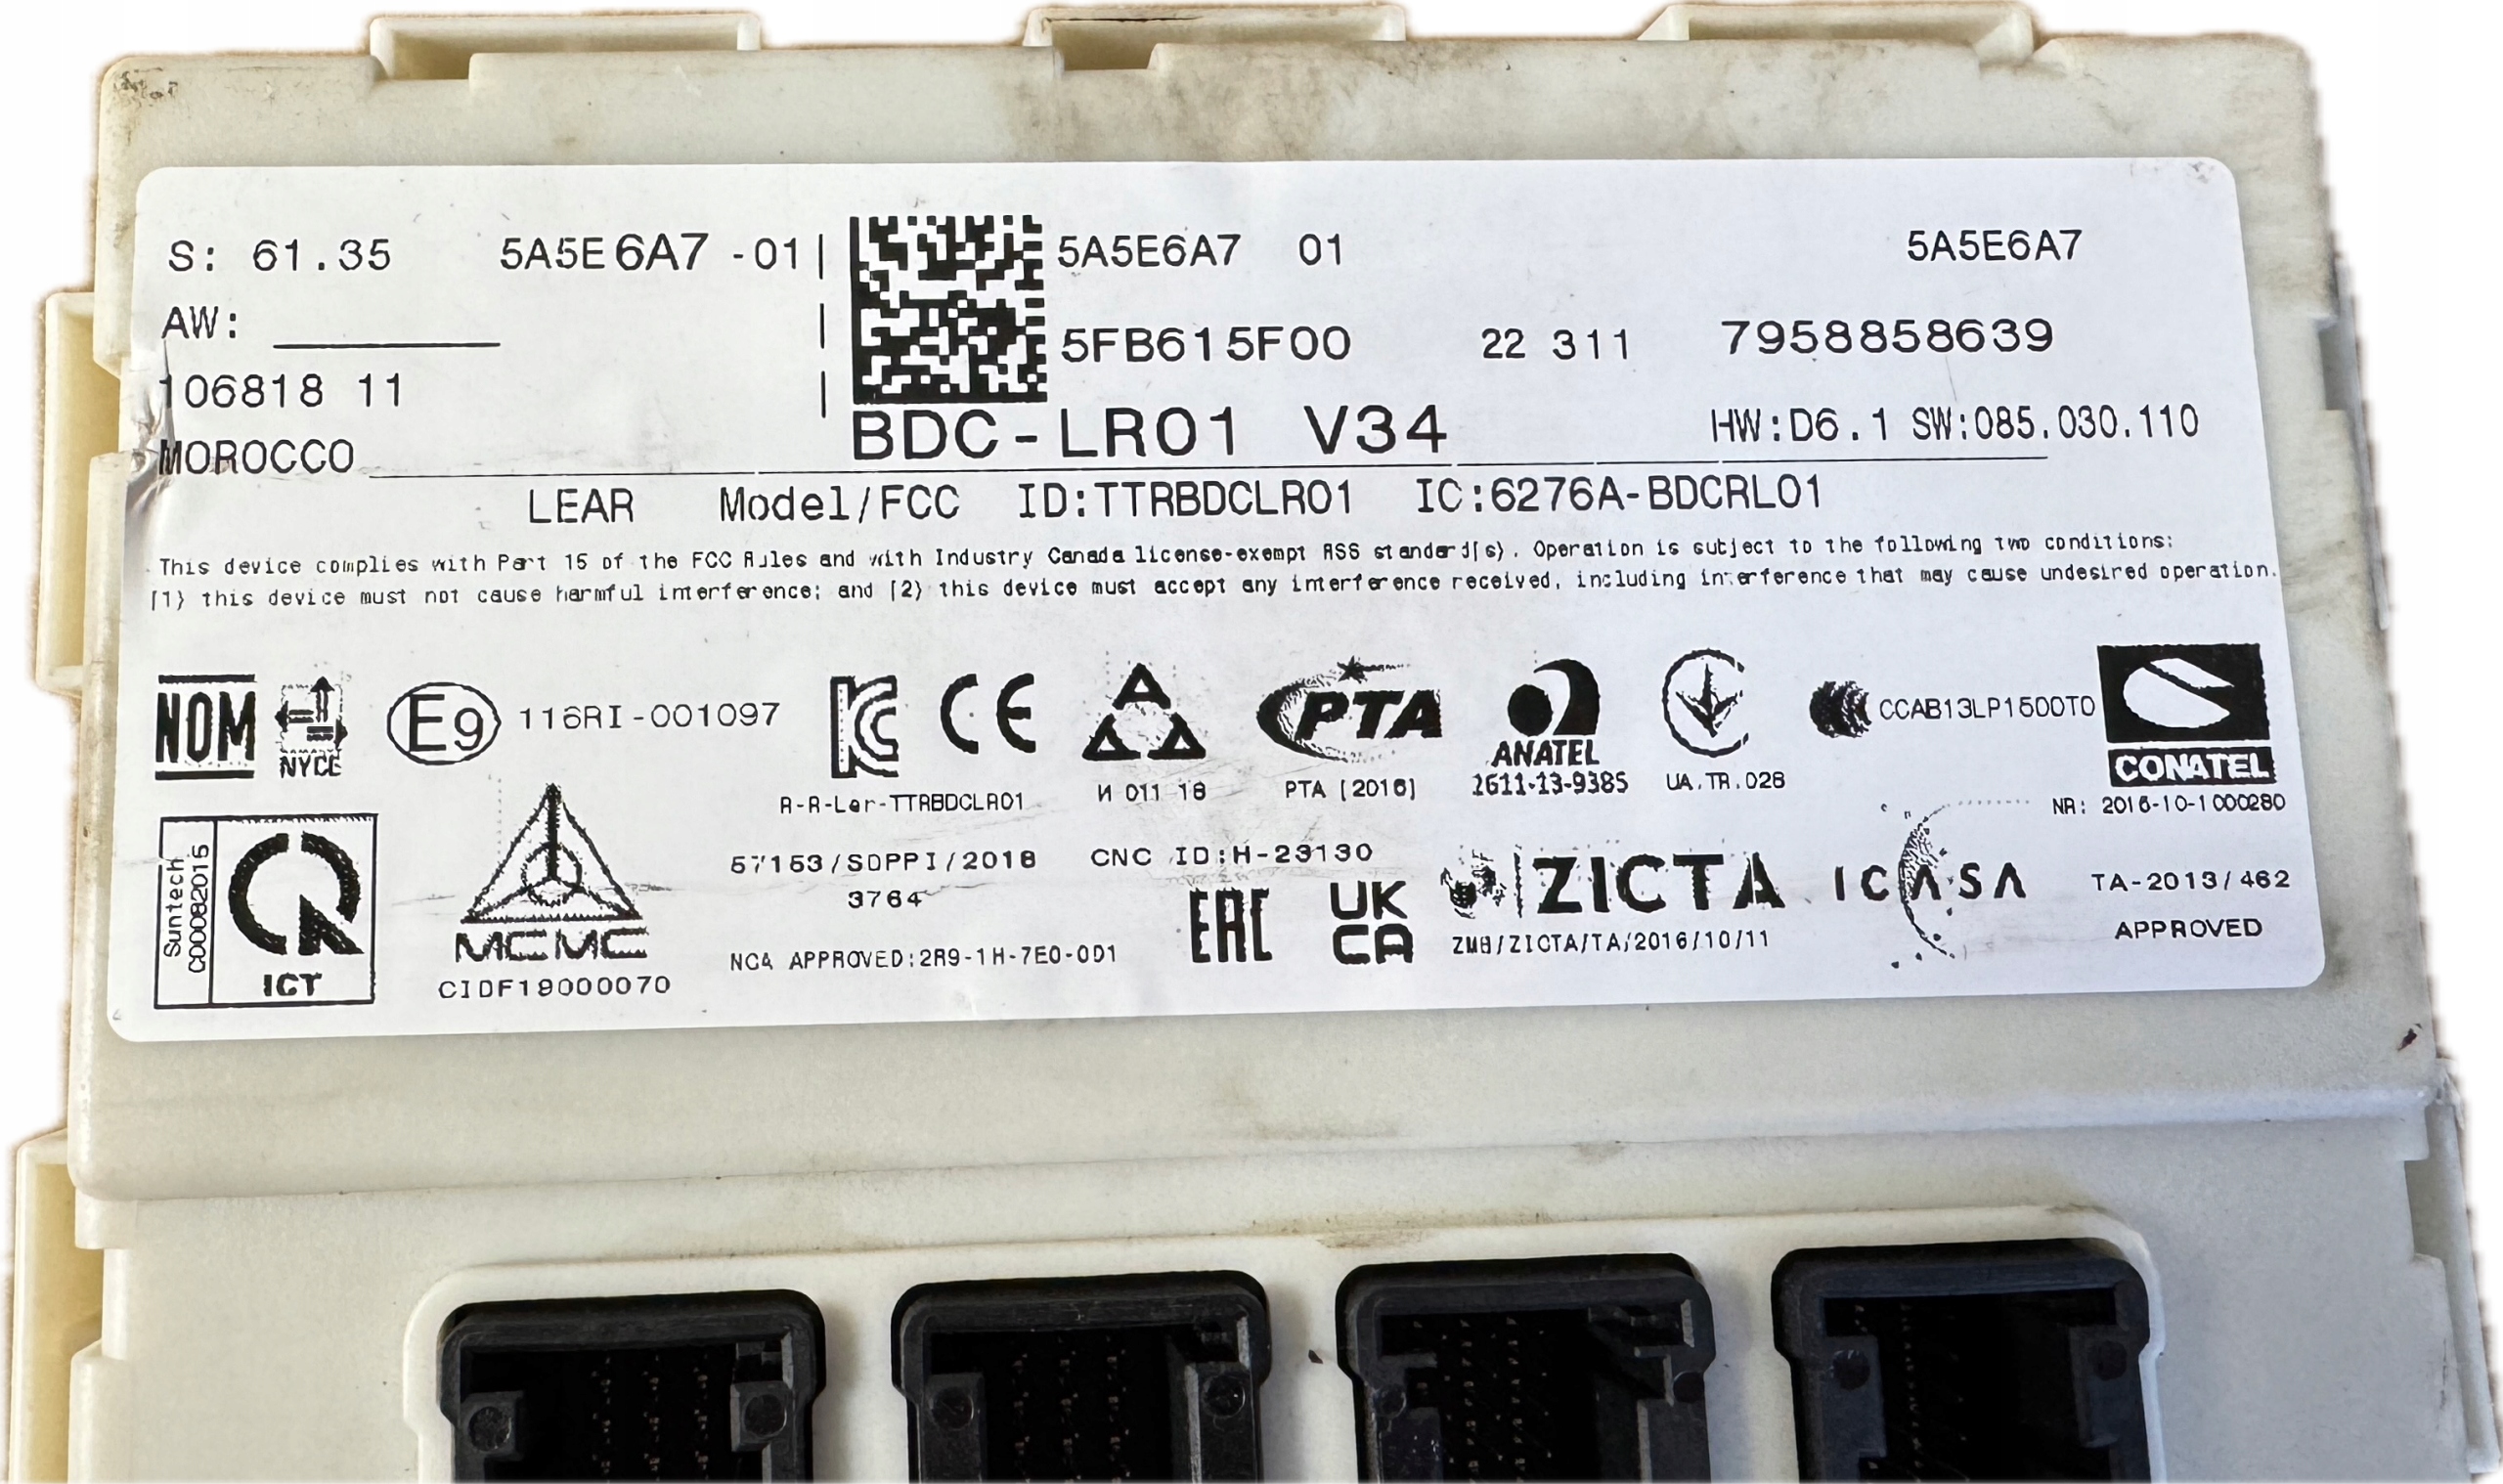 S: 61.35 5A5E6A7 -01 5A5E6A7 01 5A5E6A7
AW: 5FB615F00 22 311 7958858639
106818 11
BDC-LR01 V34 HW:D6.1 SW:085.030.110
MOROCCO
LEAR Model/FCC ID:TTRBDCLR01 IC:6276A-BDCRL01
This device complies with Part 15 of the FCC Rules and with Industry Canada license-exempt RSS standard(s). Operation is subject to the following two conditions:
(1) this device must not cause harmful interference; and (2) this device must accept any interference received, including interference that may cause undesired operation.
NOM NYCE E9 116RI-001097 KC CE PTA ANATEL CCAB13LP1500T0 CONATEL
R-R-Ler-TTRBDCLR01 И 011 18 PTA (2016) 2611-13-9385 UA.TR.028 NR: 2016-10-1000280
Suntech C000082015 ICT
MCMC
CIDF19000070
57153/SDPPI/2018
3764
CNC ID:H-23130
NCA APPROVED:2R9-1H-7E0-0D1
EAC UK CA
ZICTA
ZMB/ZICTA/TA/2016/10/11
ICASA TA-2013/462
APPROVED